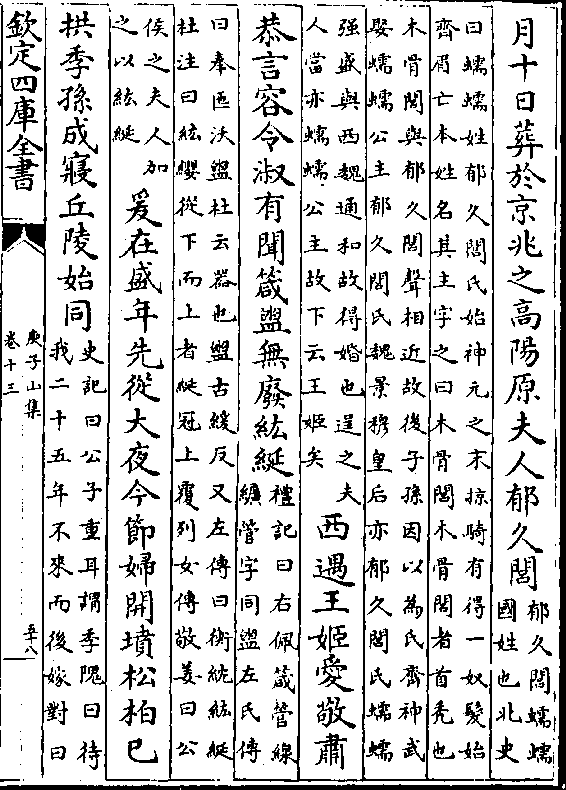 月十日葬於京兆之高陽原夫人郁久閭
郁久閭蠕蠕
國姓也北史
曰蠕蠕姓郁久閭氏始神元之末掠騎有得一奴髮始
齊眉亡本姓名其主字之曰木骨閭木骨閭者首禿也
木骨閭與郁久閭聲相近故後子孫因以為氏齊神武
娶蠕蠕公主郁久閭氏魏景穆皇后亦郁久閭氏蠕蠕
强盛與西魏通和故得婚也逞之夫
人當亦蠕蠕公主故下云王姬矣
西遇王姬愛敬肅
恭言容令淑有聞箴盥無廢紘綖
禮記曰右佩箴管線
纊管字同盥左氏傳
曰奉匜沃盥杜云器也盥古緩反又左傳曰衡紞紘綖
杜注曰紘纓從下而上者綖冠上覆列女傳敬姜曰公
侯之夫人加
之以紘綖
爰在盛年先從大夜今節婦開墳松柏已
拱季孫成寢丘陵始同
史記曰公子重耳謂季隗曰待
我二十五年不來而後嫁對曰
欽定四庫全書
庾子山集
卷十三
五十八